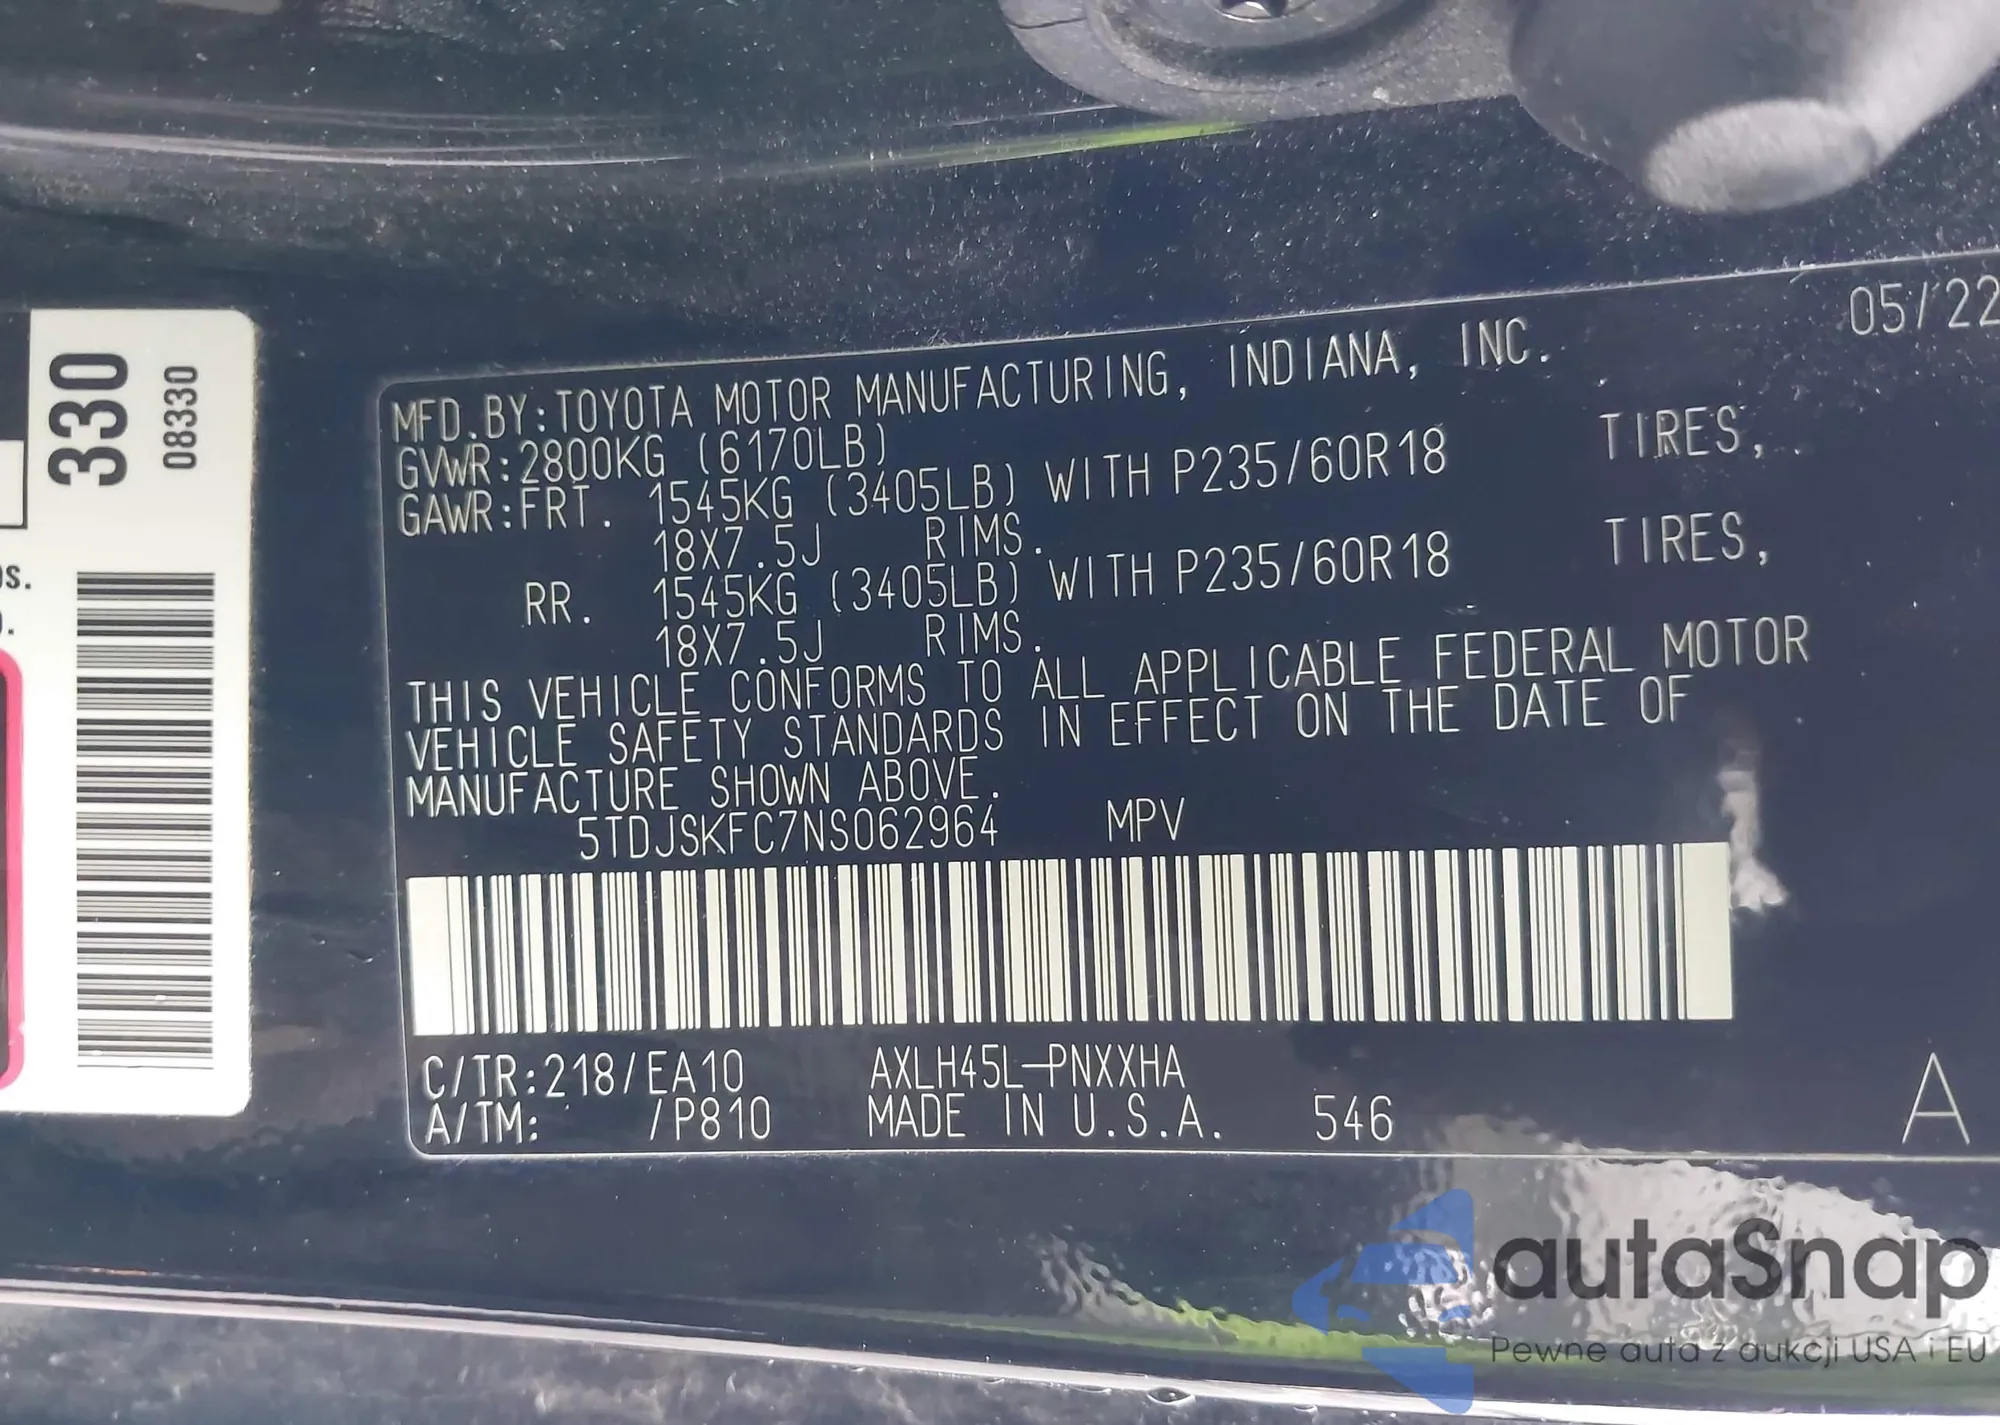 330
08330
os.
05/22
MFD.BY:TOYOTA MOTOR MANUFACTURING, INDIANA, INC.
GVWR:2800KG (6170LB)
GAWR:FRT. 1545KG (3405LB) WITH P235/60R18 TIRES,
18X7.5J RIMS.
RR. 1545KG (3405LB) WITH P235/60R18 TIRES,
18X7.5J RIMS.
THIS VEHICLE CONFORMS TO ALL APPLICABLE FEDERAL MOTOR
VEHICLE SAFETY STANDARDS IN EFFECT ON THE DATE OF
MANUFACTURE SHOWN ABOVE.
5TDJSKFC7NS062964 MPV
C/TR:218/EA10 AXLH45L-PNXXHA
A/TM: /P810 MADE IN U.S.A. 546 A
autaSnap
Pewne auta z aukcji USA i EU